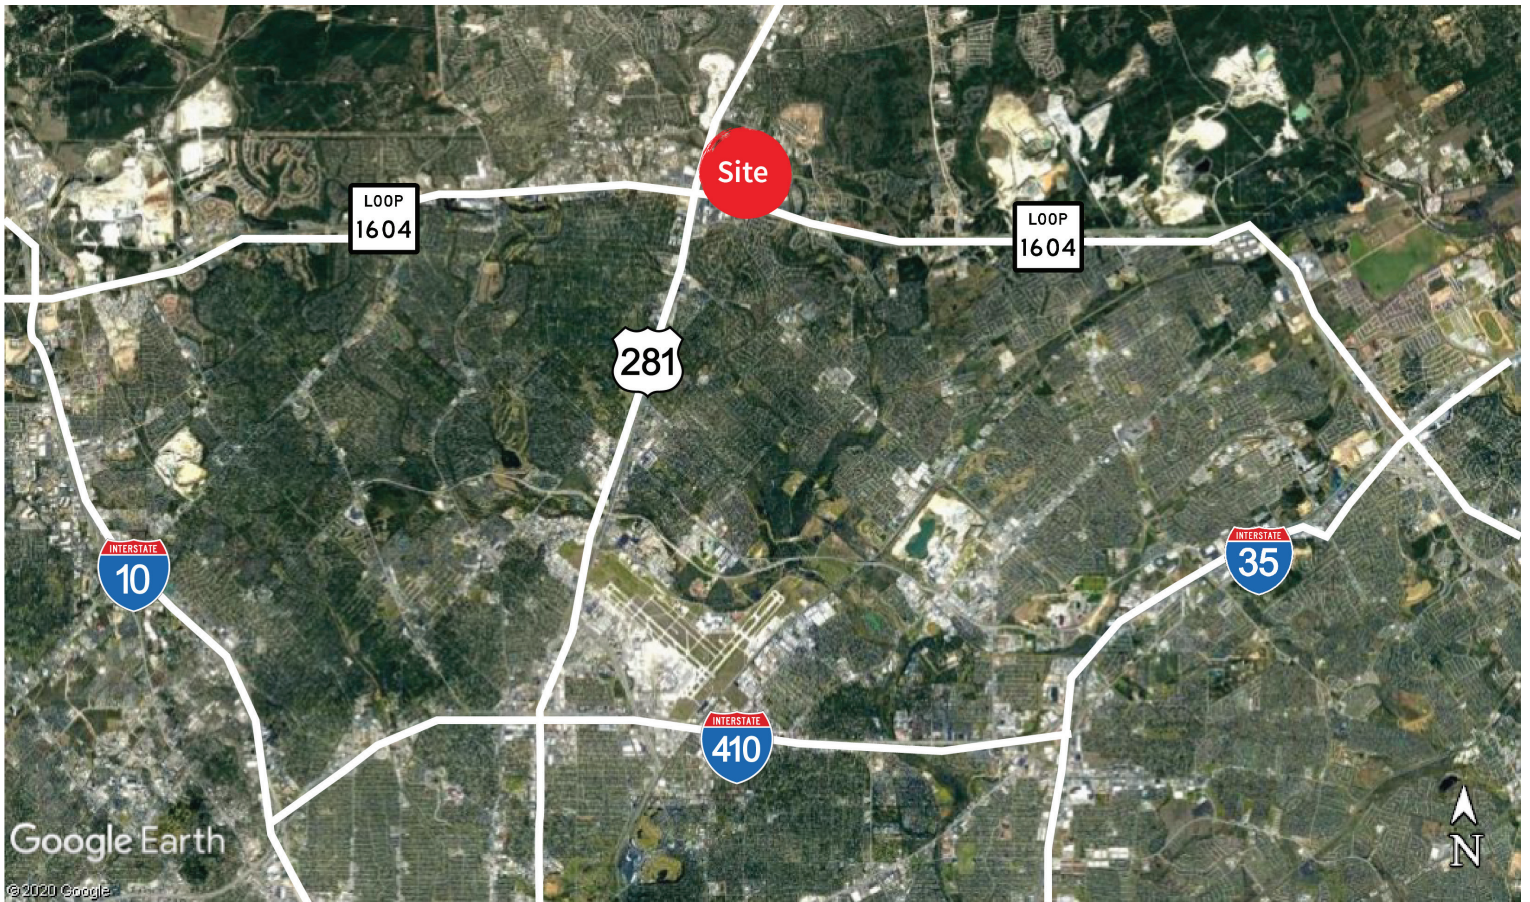 Site
LOOP
1604
LOOP
1604
281
INTERSTATE
10
INTERSTATE
35
INTERSTATE
410
Google Earth
©2020 Google
N